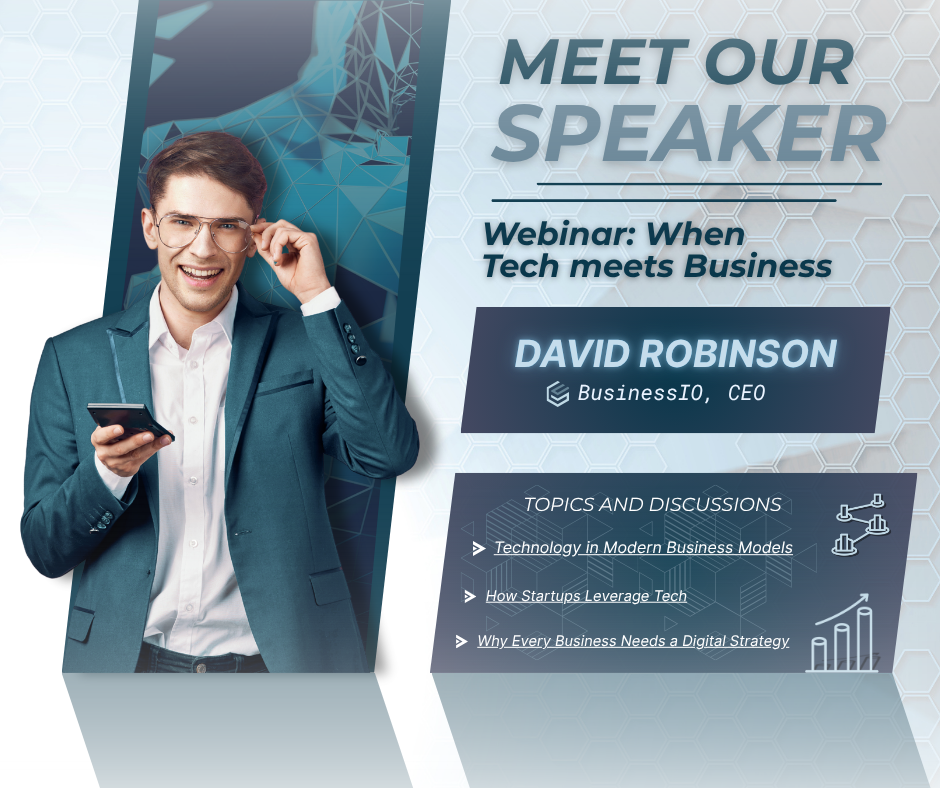 MEET OUR
SPEAKER
Webinar: When
Tech meets Business
DAVID ROBINSON
BusinessIO, CEO
TOPICS AND DISCUSSIONS
Technology in Modern Business Models
How Startups Leverage Tech
Why Every Business Needs a Digital Strategy